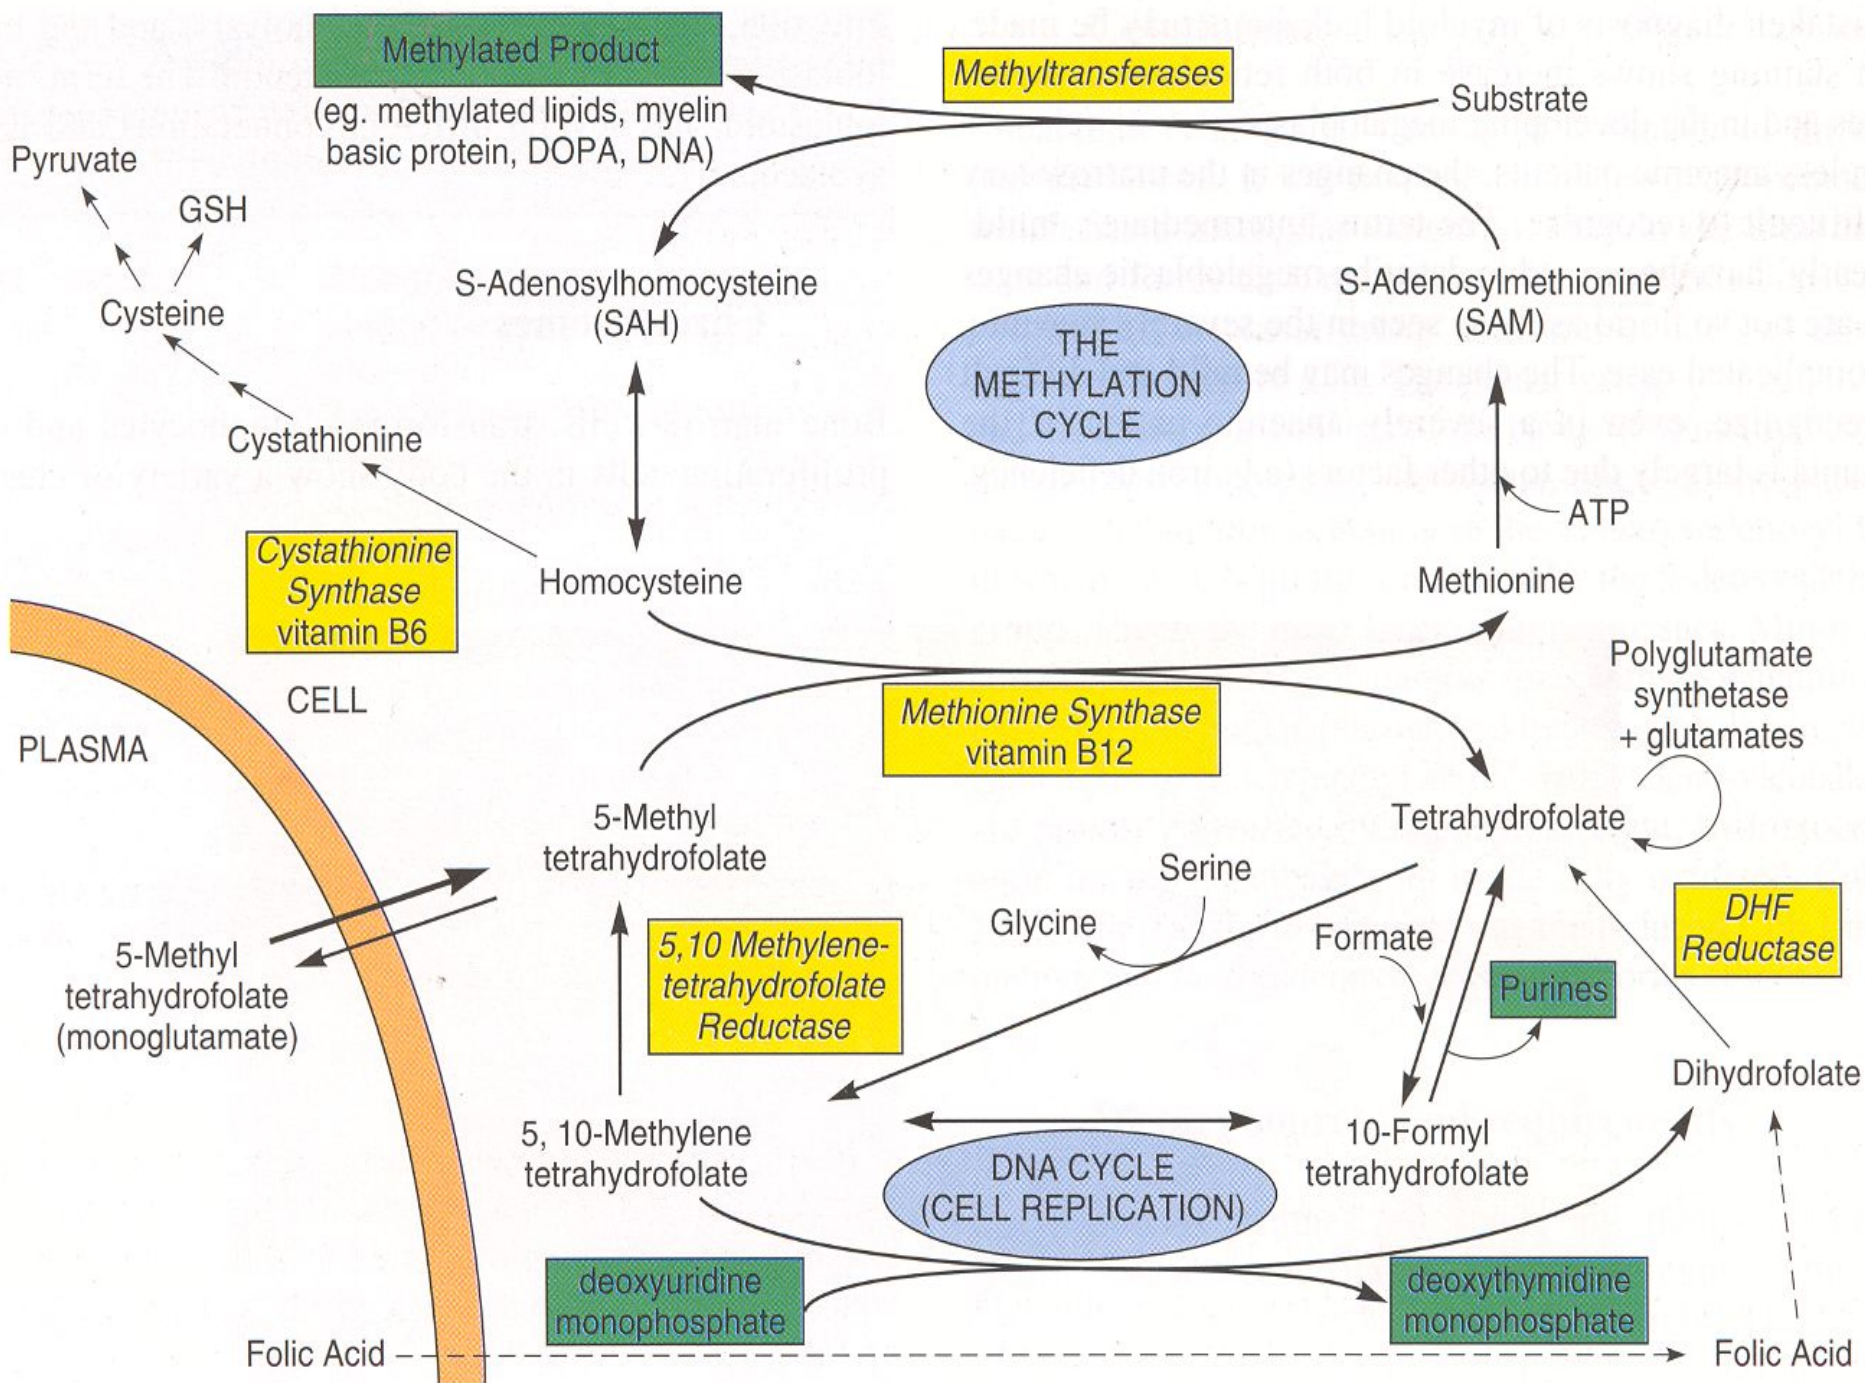 Methylated Product
(eg. methylated lipids, myelin
basic protein, DOPA, DNA)
Methyltransferases
Substrate
Pyruvate
GSH
Cysteine
Cystathionine
S-Adenosylhomocysteine
(SAH)
THE
METHYLATION
CYCLE
S-Adenosylmethionine
(SAM)
ATP
Cystathionine
Synthase
vitamin B6
Homocysteine
Methionine
CELL
PLASMA
Methionine Synthase
vitamin B12
Polyglutamate
synthetase
+ glutamates
5-Methyl
tetrahydrofolate
Tetrahydrofolate
Serine
Glycine
Formate
Purines
DHF
Reductase
5-Methyl
tetrahydrofolate
(monoglutamate)
5,10 Methylene-
tetrahydrofolate
Reductase
Dihydrofolate
5, 10-Methylene
tetrahydrofolate
DNA CYCLE
(CELL REPLICATION)
10-Formyl
tetrahydrofolate
deoxyuridine
monophosphate
deoxythymidine
monophosphate
Folic Acid
Folic Acid